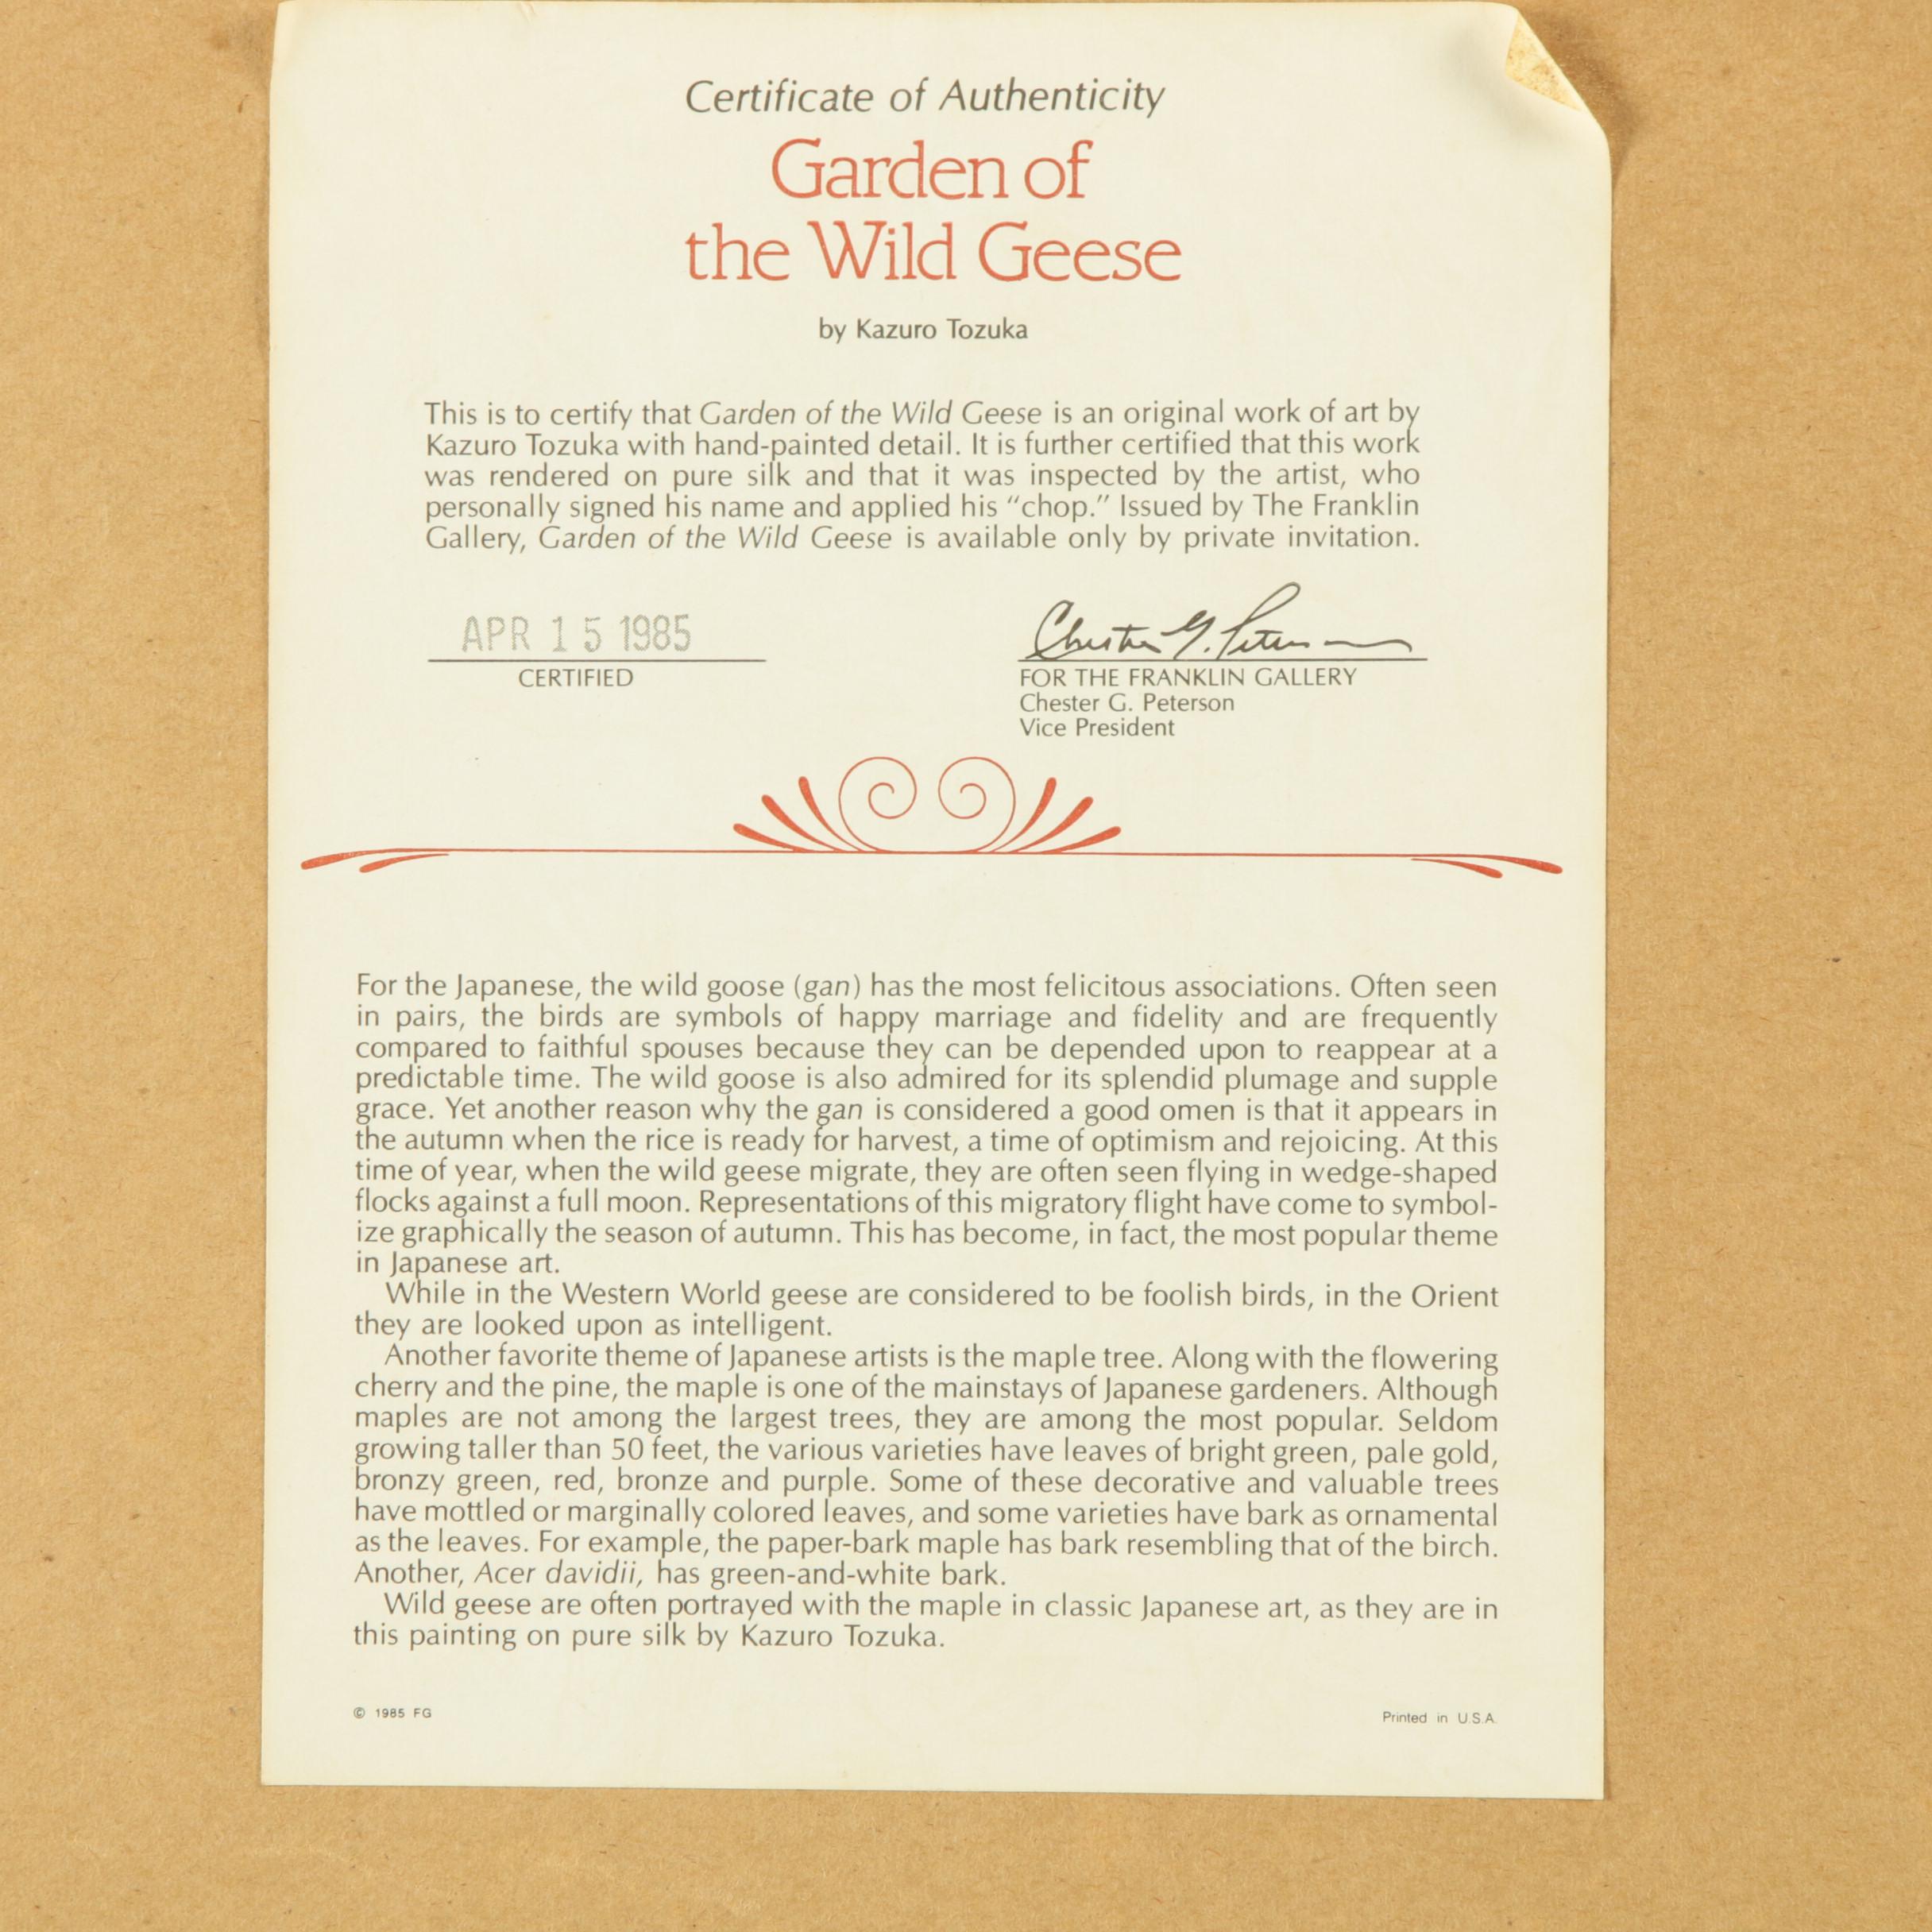 Certificate of Authenticity
Garden of
the Wild Geese
by Kazuro Tozuka
This is to certify that Garden of the Wild Geese is an original work of art by
Kazuro Tozuka with hand-painted detail. It is further certified that this work
was rendered on pure silk and that it was inspected by the artist, who
personally signed his name and applied his “chop.” Issued by The Franklin
Gallery, Garden of the Wild Geese is available only by private invitation.
APR 15 1985
CERTIFIED
Chester G. Peterson
FOR THE FRANKLIN GALLERY
Chester G. Peterson
Vice President
For the Japanese, the wild goose (gan) has the most felicitous associations. Often seen
in pairs, the birds are symbols of happy marriage and fidelity and are frequently
compared to faithful spouses because they can be depended upon to reappear at a
predictable time. The wild goose is also admired for its splendid plumage and supple
grace. Yet another reason why the gan is considered a good omen is that it appears in
the autumn when the rice is ready for harvest, a time of optimism and rejoicing. At this
time of year, when the wild geese migrate, they are often seen flying in wedge-shaped
flocks against a full moon. Representations of this migratory flight have come to symbol-
ize graphically the season of autumn. This has become, in fact, the most popular theme
in Japanese art.
While in the Western World geese are considered to be foolish birds, in the Orient
they are looked upon as intelligent.
Another favorite theme of Japanese artists is the maple tree. Along with the flowering
cherry and the pine, the maple is one of the mainstays of Japanese gardeners. Although
maples are not among the largest trees, they are among the most popular. Seldom
growing taller than 50 feet, the various varieties have leaves of bright green, pale gold,
bronzy green, red, bronze and purple. Some of these decorative and valuable trees
have mottled or marginally colored leaves, and some varieties have bark as ornamental
as the leaves. For example, the paper-bark maple has bark resembling that of the birch.
Another, Acer davidii, has green-and-white bark.
Wild geese are often portrayed with the maple in classic Japanese art, as they are in
this painting on pure silk by Kazuro Tozuka.
© 1985 FG
Printed in U.S.A.